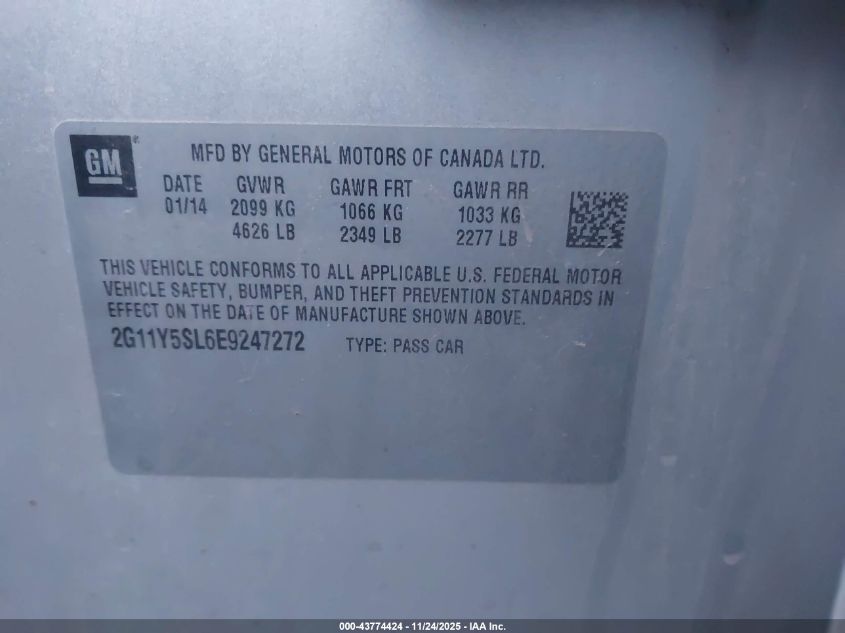 GM
MFD BY GENERAL MOTORS OF CANADA LTD.
DATE GVWR GAWR FRT GAWR RR
01/14 2099 KG 1066 KG 1033 KG
4626 LB 2349 LB 2277 LB
THIS VEHICLE CONFORMS TO ALL APPLICABLE U.S. FEDERAL MOTOR
VEHICLE SAFETY, BUMPER, AND THEFT PREVENTION STANDARDS IN
EFFECT ON THE DATE OF MANUFACTURE SHOWN ABOVE.
2G11Y5SL6E9247272 TYPE: PASS CAR
000-43774424 - 11/24/2025 - IAA Inc.